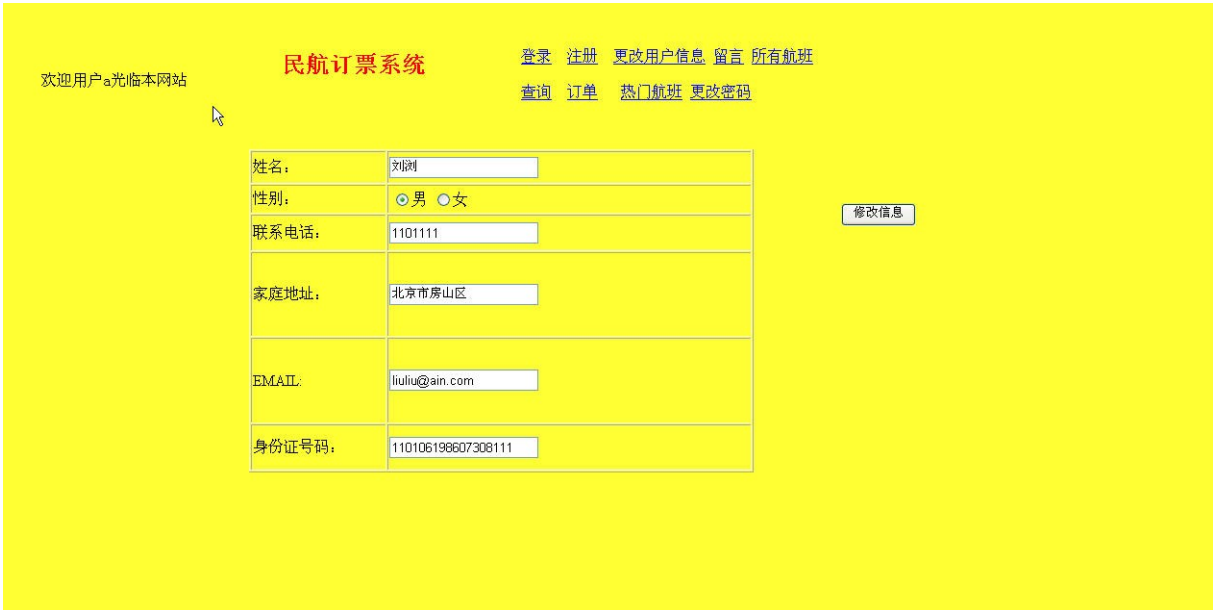 民航订票系统
登录 注册 更改用户信息 留言 所有航班
欢迎用户a光临本网站
查询 订单 热门航班 更改密码
姓名： 刘浏
性别： 男 女
修改信息
联系电话： 1101111
家庭地址： 北京市房山区
EMAIL: liuliu@ain.com
身份证号码： 110106198607308111